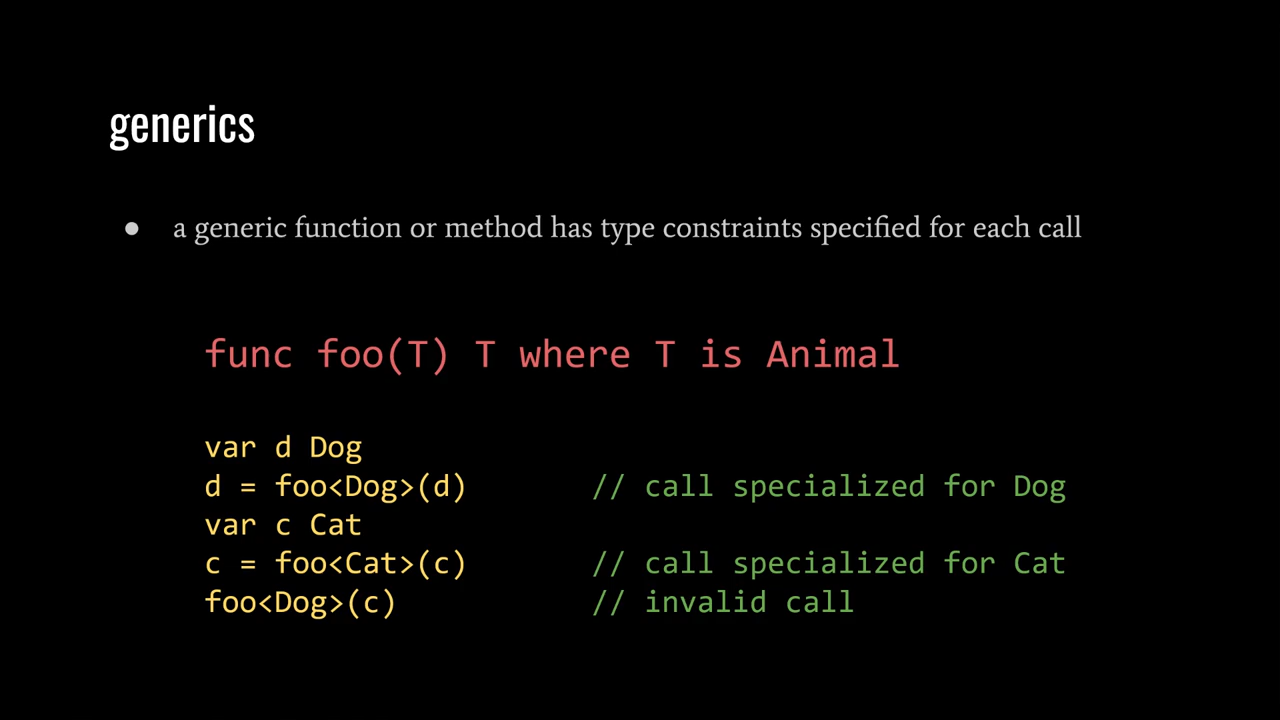 generics
● a generic function or method has type constraints specified for each call
func foo(T) T where T is Animal
var d Dog
d = foo<Dog>(d) // call specialized for Dog
var c Cat
c = foo<Cat>(c) // call specialized for Cat
foo<Dog>(c) // invalid call